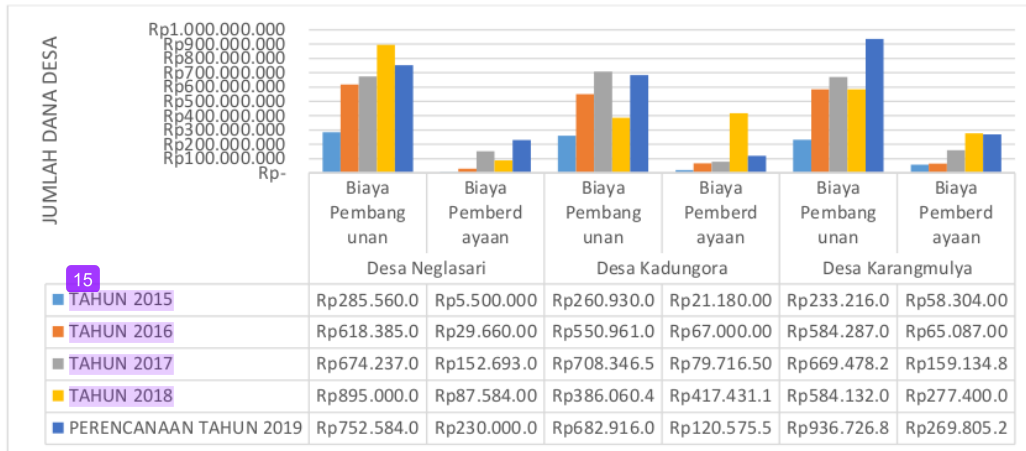 JUMLAH DANA DESA
Rp1.000.000.000
Rp900.000.000
Rp800.000.000
Rp700.000.000
Rp600.000.000
Rp500.000.000
Rp400.000.000
Rp300.000.000
Rp200.000.000
Rp100.000.000
Rp-
Biaya Biaya Biaya Biaya Biaya Biaya
Pembang Pemberd Pembang Pemberd Pembang Pemberd
unan ayaan unan ayaan unan ayaan
Desa Neglasari Desa Kadungora Desa Karangmulya
15
TAHUN 2015 Rp285.560.0 Rp5.500.000 Rp260.930.0 Rp21.180.00 Rp233.216.0 Rp58.304.00
TAHUN 2016 Rp618.385.0 Rp29.660.00 Rp550.961.0 Rp67.000.00 Rp584.287.0 Rp65.087.00
TAHUN 2017 Rp674.237.0 Rp152.693.0 Rp708.346.5 Rp79.716.50 Rp669.478.2 Rp159.134.8
TAHUN 2018 Rp895.000.0 Rp87.584.00 Rp386.060.4 Rp417.431.1 Rp584.132.0 Rp277.400.0
PERENCANAAN TAHUN 2019 Rp752.584.0 Rp230.000.0 Rp682.916.0 Rp120.575.5 Rp936.726.8 Rp269.805.2